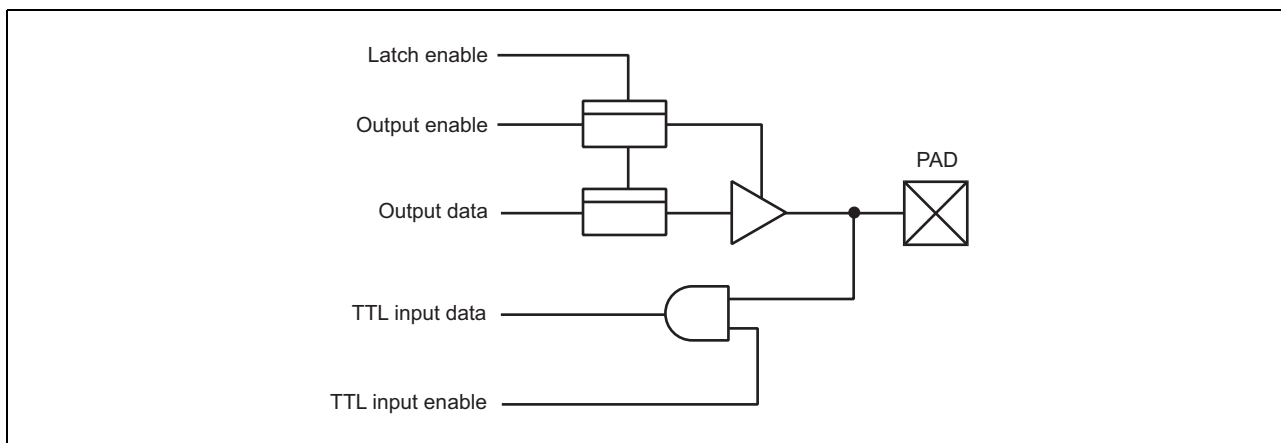 Latch enable
Output enable
PAD
Output data
TTL input data
TTL input enable